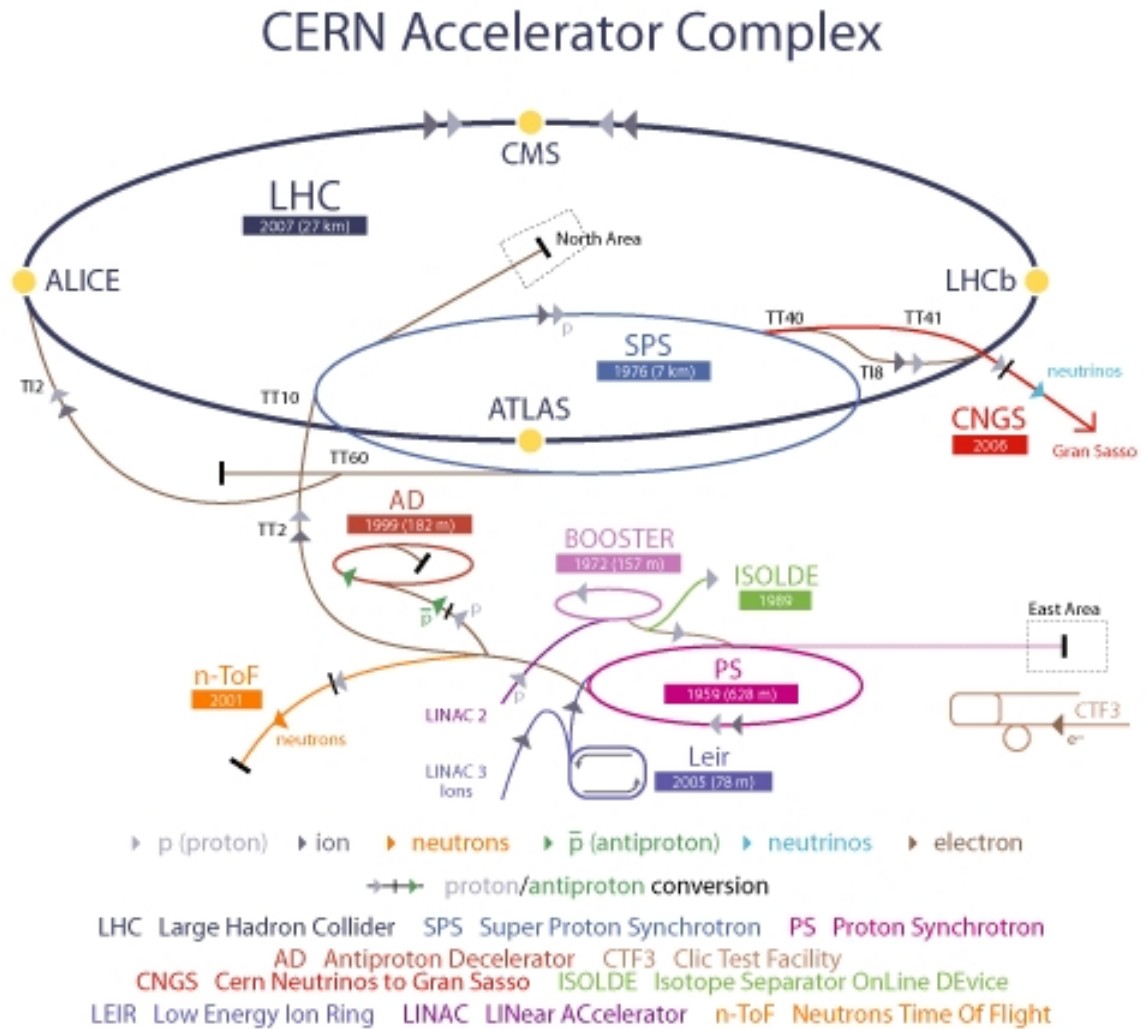 CERN Accelerator Complex
CMS
LHC
2007 (27 km)
North Area
ALICE
LHCb
p
TT40
TT41
SPS
1976 (7 km)
TI8
neutrinos
TI2
TT10
ATLAS
CNGS
2006
Gran Sasso
TT60
AD
1999 (182 m)
TT2
BOOSTER
1972 (157 m)
ISOLDE
1989
East Area
p̅
p
n-ToF
2001
PS
1959 (628 m)
p
LINAC 2
CTF3
e-
neutrons
LINAC 3
Ions
Leir
2005 (78 m)
p (proton) ion neutrons p̅ (antiproton) neutrinos electron
proton/antiproton conversion
LHC Large Hadron Collider SPS Super Proton Synchrotron PS Proton Synchrotron
AD Antiproton Decelerator CTF3 Clic Test Facility
CNGS Cern Neutrinos to Gran Sasso ISOLDE Isotope Separator OnLine DEvice
LEIR Low Energy Ion Ring LINAC LINear ACcelerator n-ToF Neutrons Time Of Flight